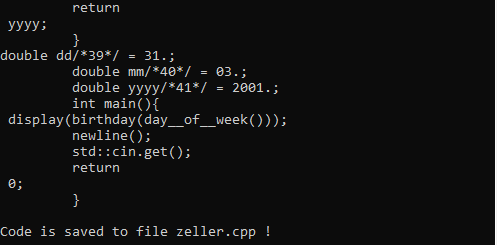 return
yyyy;
}
double dd/*39*/ = 31.;
double mm/*40*/ = 03.;
double yyyy/*41*/ = 2001.;
int main(){
display(birthday(day__of__week()));
newline();
std::cin.get();
return
0;
}
Code is saved to file zeller.cpp !